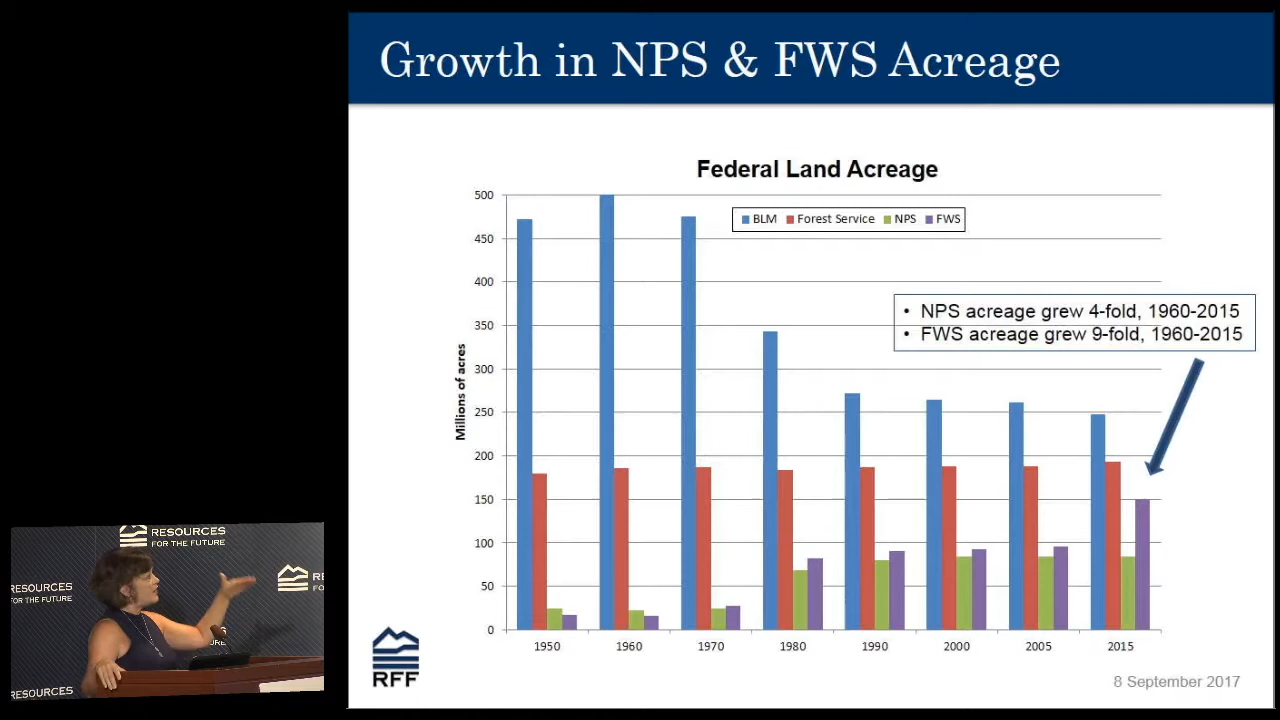 Growth in NPS & FWS Acreage
Federal Land Acreage
BLM Forest Service NPS FWS
500
450
400
350
300
250
200
150
100
50
0
Millions of acres
1950 1960 1970 1980 1990 2000 2005 2015
• NPS acreage grew 4-fold, 1960-2015
• FWS acreage grew 9-fold, 1960-2015
RFF
8 September 2017
RESOURCES
FOR THE FUTURE
RESOURCES
FOR THE FUTURE
RESOURCES